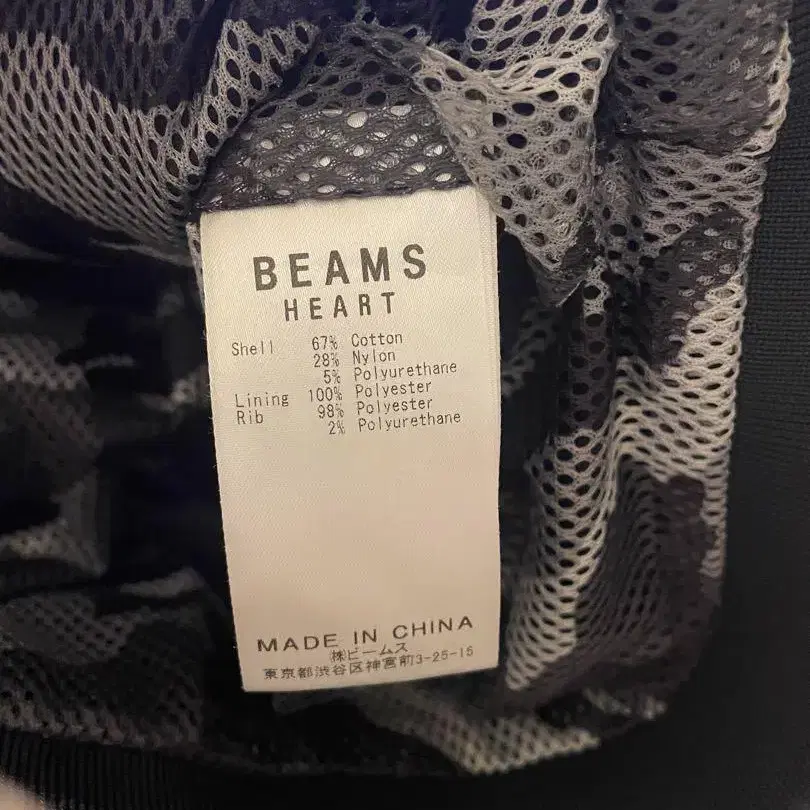 BEAMS
HEART
Shell 67% Cotton
28% Nylon
5% Polyurethane
Lining 100% Polyester
Rib 98% Polyester
2% Polyurethane
MADE IN CHINA
㈱ビームス
東京都渋谷区神宮前3-25-15